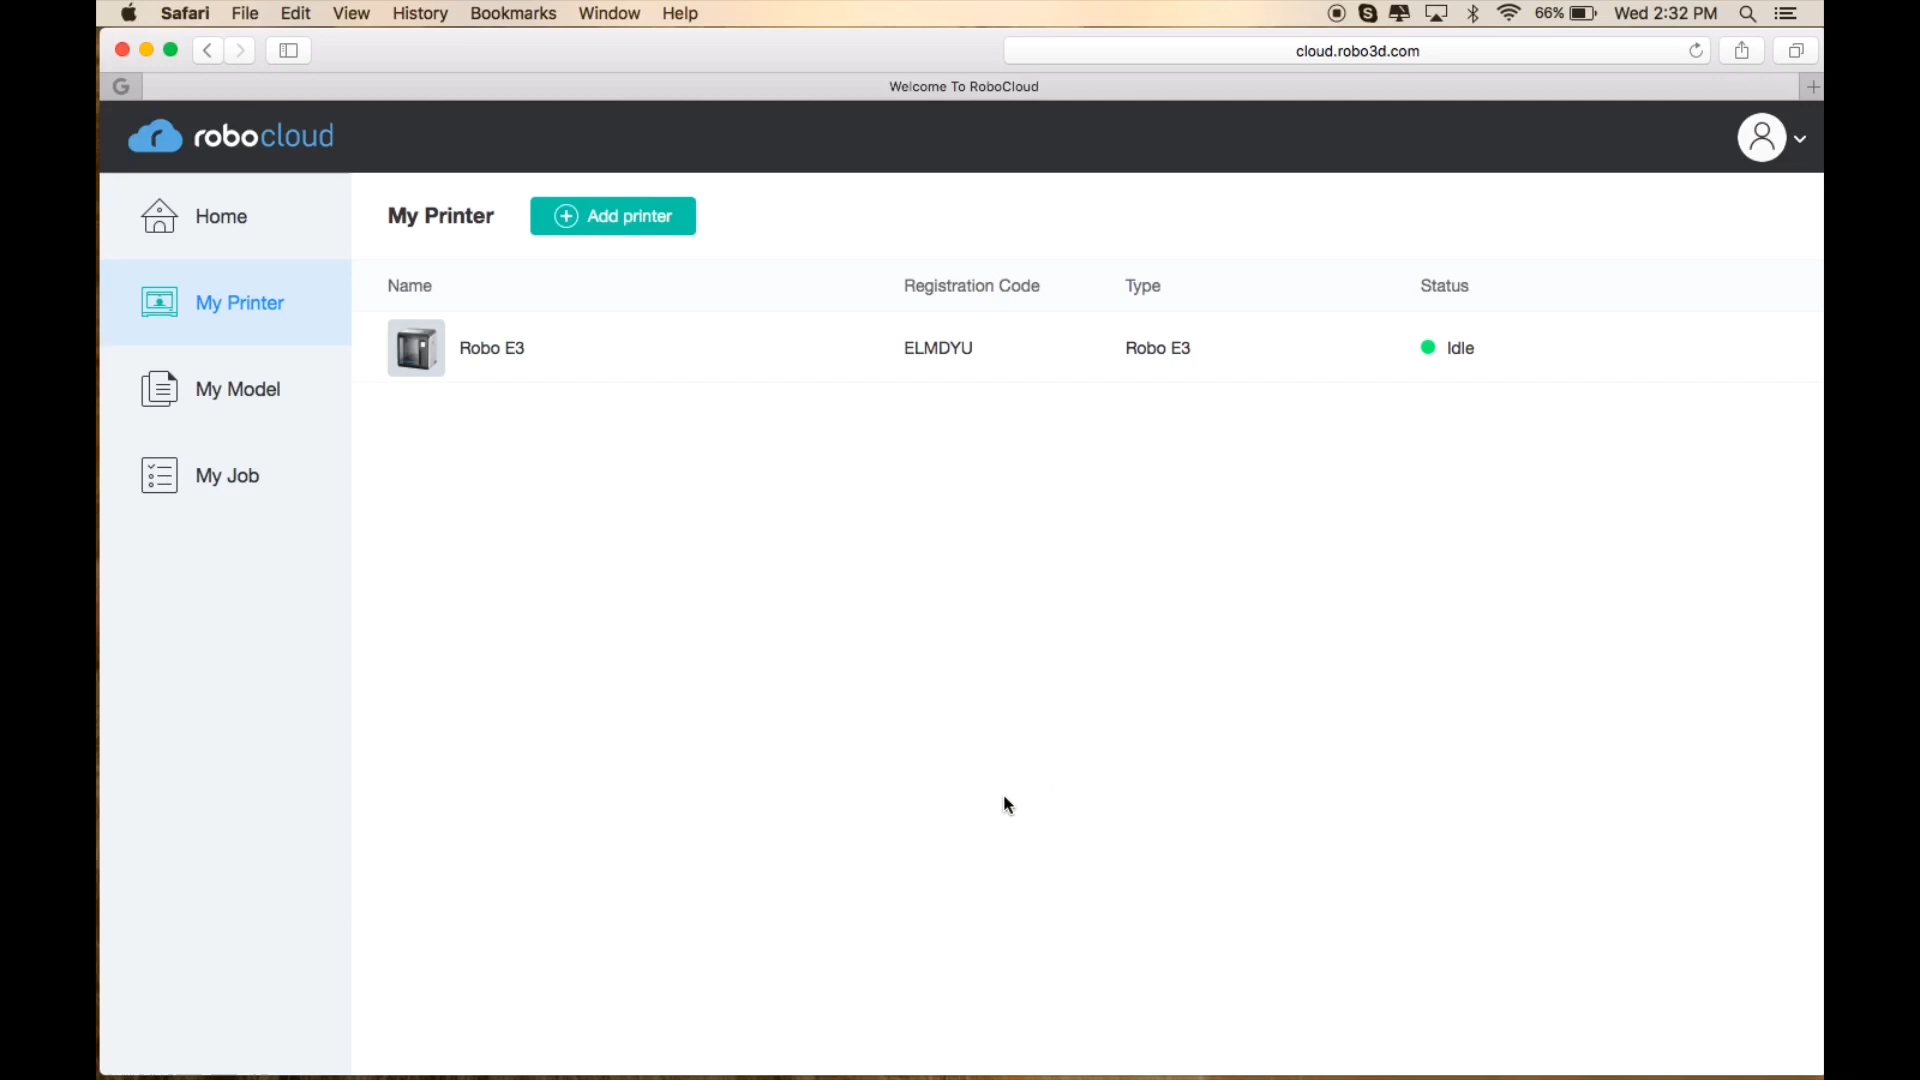 Safari File Edit View History Bookmarks Window Help 66% Wed 2:32 PM
cloud.robo3d.com
G Welcome To RoboCloud
robocloud
Home
My Printer Add printer
Name Registration Code Type Status
My Printer
Robo E3 ELMDYU Robo E3 Idle
My Model
My Job